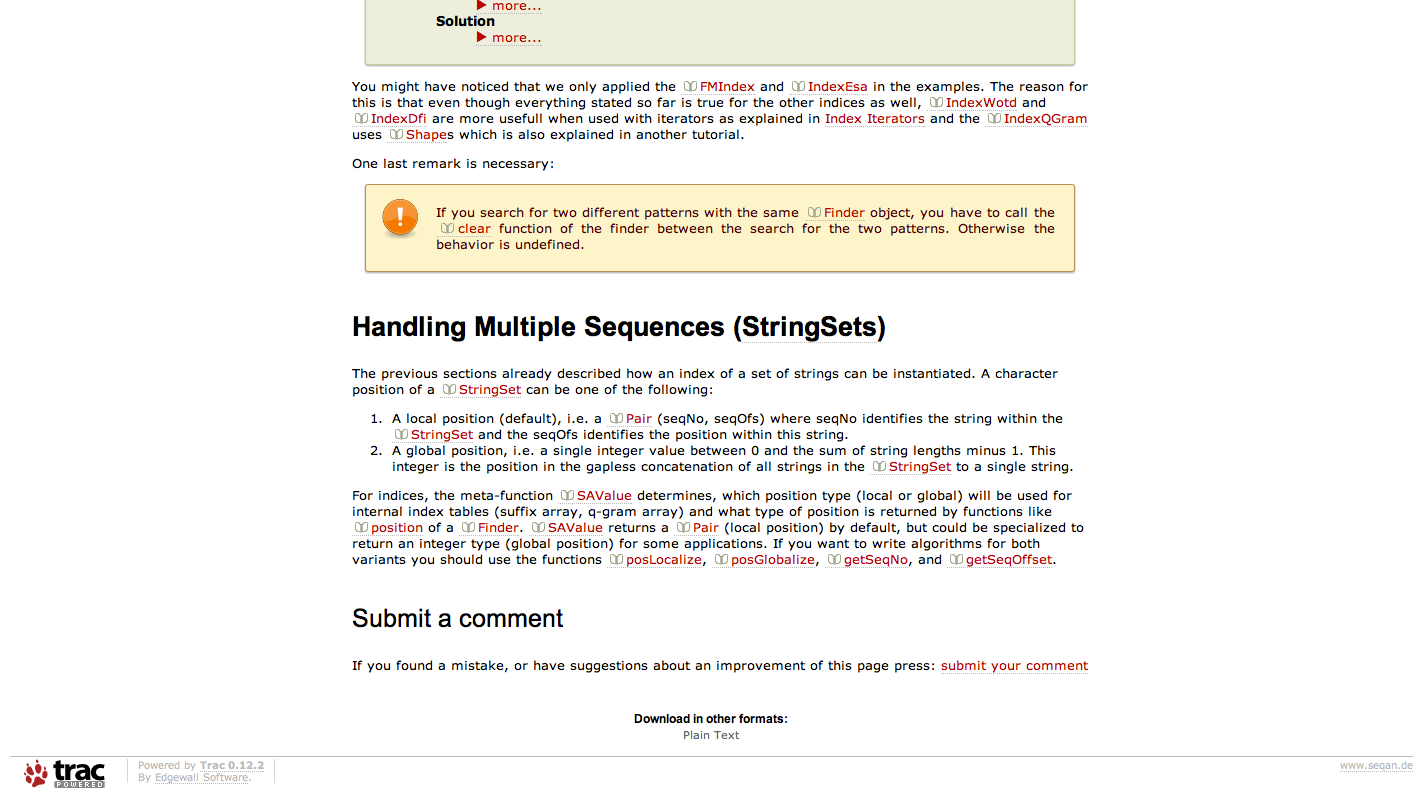 more...
Solution
more...
You might have noticed that we only applied the FMIndex and IndexEsa in the examples. The reason for
this is that even though everything stated so far is true for the other indices as well, IndexWotd and
IndexDfi are more usefull when used with iterators as explained in Index Iterators and the IndexQGram
uses Shapes which is also explained in another tutorial.
One last remark is necessary:
If you search for two different patterns with the same Finder object, you have to call the
clear function of the finder between the search for the two patterns. Otherwise the
behavior is undefined.
Handling Multiple Sequences (StringSets)
The previous sections already described how an index of a set of strings can be instantiated. A character
position of a StringSet can be one of the following:
1. A local position (default), i.e. a Pair (seqNo, seqOfs) where seqNo identifies the string within the
StringSet and the seqOfs identifies the position within this string.
2. A global position, i.e. a single integer value between 0 and the sum of string lengths minus 1. This
integer is the position in the gapless concatenation of all strings in the StringSet to a single string.
For indices, the meta-function SAValue determines, which position type (local or global) will be used for
internal index tables (suffix array, q-gram array) and what type of position is returned by functions like
position of a Finder. SAValue returns a Pair (local position) by default, but could be specialized to
return an integer type (global position) for some applications. If you want to write algorithms for both
variants you should use the functions posLocalize, posGlobalize, getSeqNo, and getSeqOffset.
Submit a comment
If you found a mistake, or have suggestions about an improvement of this page press: submit your comment
Download in other formats:
Plain Text
trac
POWERED
Powered by Trac 0.12.2
By Edgewall Software.
www.seqan.de